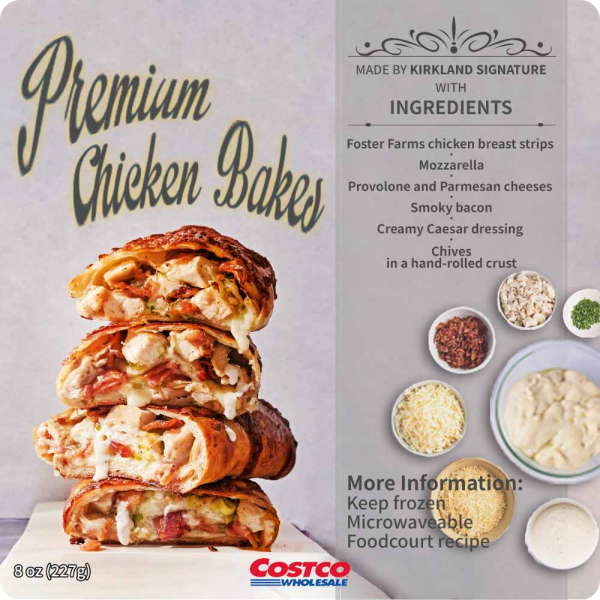 Premium
Chicken Bakes
MADE BY KIRKLAND SIGNATURE
WITH
INGREDIENTS
Foster Farms chicken breast strips
Mozzarella
Provolone and Parmesan cheeses
Smoky bacon
Creamy Caesar dressing
Chives
in a hand-rolled crust
More Information:
Keep frozen
Microwaveable
Foodcourt recipe
8 oz (227g)
COSTCO
WHOLESALE